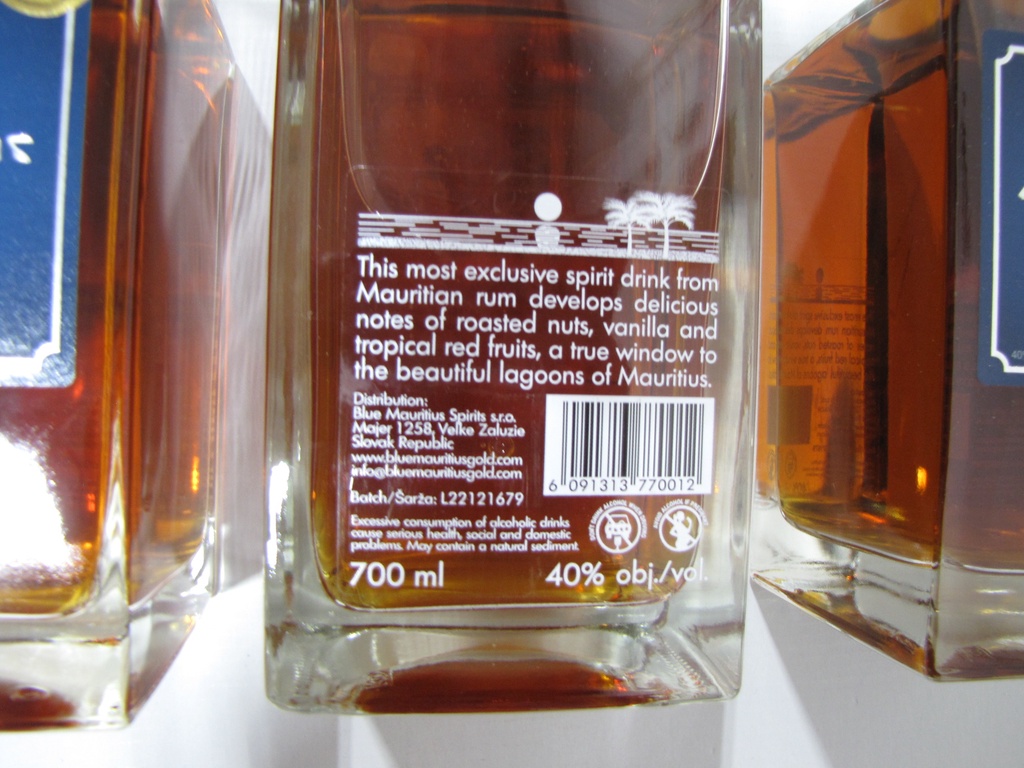 This most exclusive spirit drink from
Mauritian rum develops delicious
notes of roasted nuts, vanilla and
tropical red fruits, a true window to
the beautiful lagoons of Mauritius.
Distribution:
Blue Mauritius Spirits s.r.o.
Majer 1258, Velke Zaluzie
Slovak Republic
www.bluemauritiusgold.com
info@bluemauritiusgold.com
Batch/Šarža: L22121679
6 091313 770012
Excessive consumption of alcoholic drinks
cause serious health, social and domestic
problems. May contain a natural sediment
700 ml
40% obj./vol.